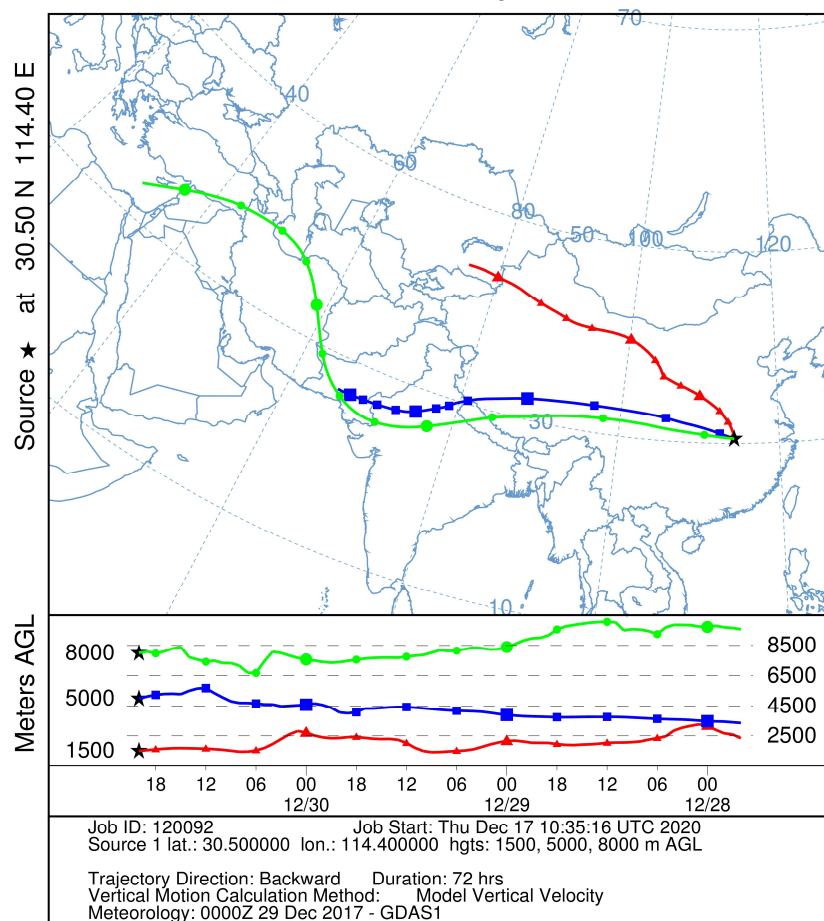 70
40
60
80
50
100
120
30
10
Source ★ at 30.50 N 114.40 E
Meters AGL
8000
5000
1500
8500
6500
4500
2500
18 12 06 00 18 12 06 00 18 12 06 00
12/30 12/29 12/28
Job ID: 120092 Job Start: Thu Dec 17 10:35:16 UTC 2020
Source 1 lat.: 30.500000 lon.: 114.400000 hgts: 1500, 5000, 8000 m AGL
Trajectory Direction: Backward Duration: 72 hrs
Vertical Motion Calculation Method: Model Vertical Velocity
Meteorology: 0000Z 29 Dec 2017 - GDAS1